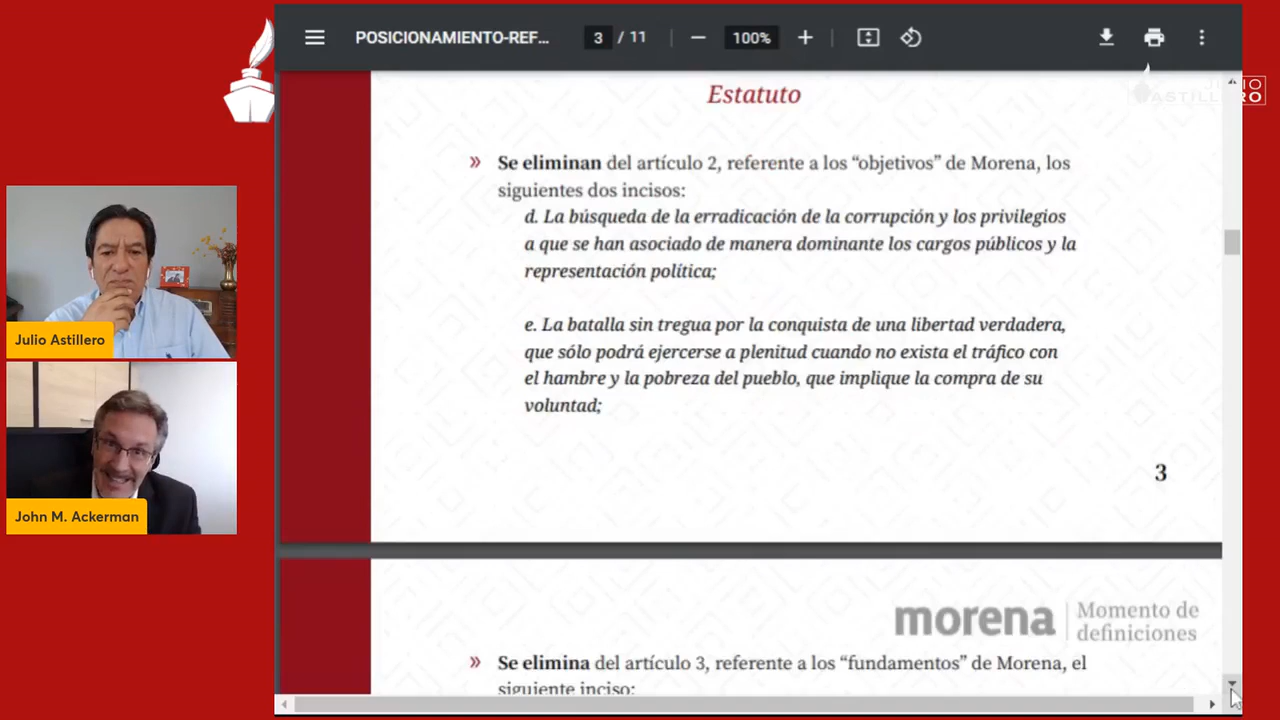 POSICIONAMIENTO-REF...
3 / 11
100%
JULIO
ASTILLERO
Estatuto
» Se eliminan del artículo 2, referente a los “objetivos” de Morena, los
siguientes dos incisos:
d. La búsqueda de la erradicación de la corrupción y los privilegios
a que se han asociado de manera dominante los cargos públicos y la
representación política;
e. La batalla sin tregua por la conquista de una libertad verdadera,
que sólo podrá ejercerse a plenitud cuando no exista el tráfico con
el hambre y la pobreza del pueblo, que implique la compra de su
voluntad;
3
morena
Momento de
definiciones
» Se elimina del artículo 3, referente a los “fundamentos” de Morena, el
siguiente inciso:
Julio Astillero
John M. Ackerman